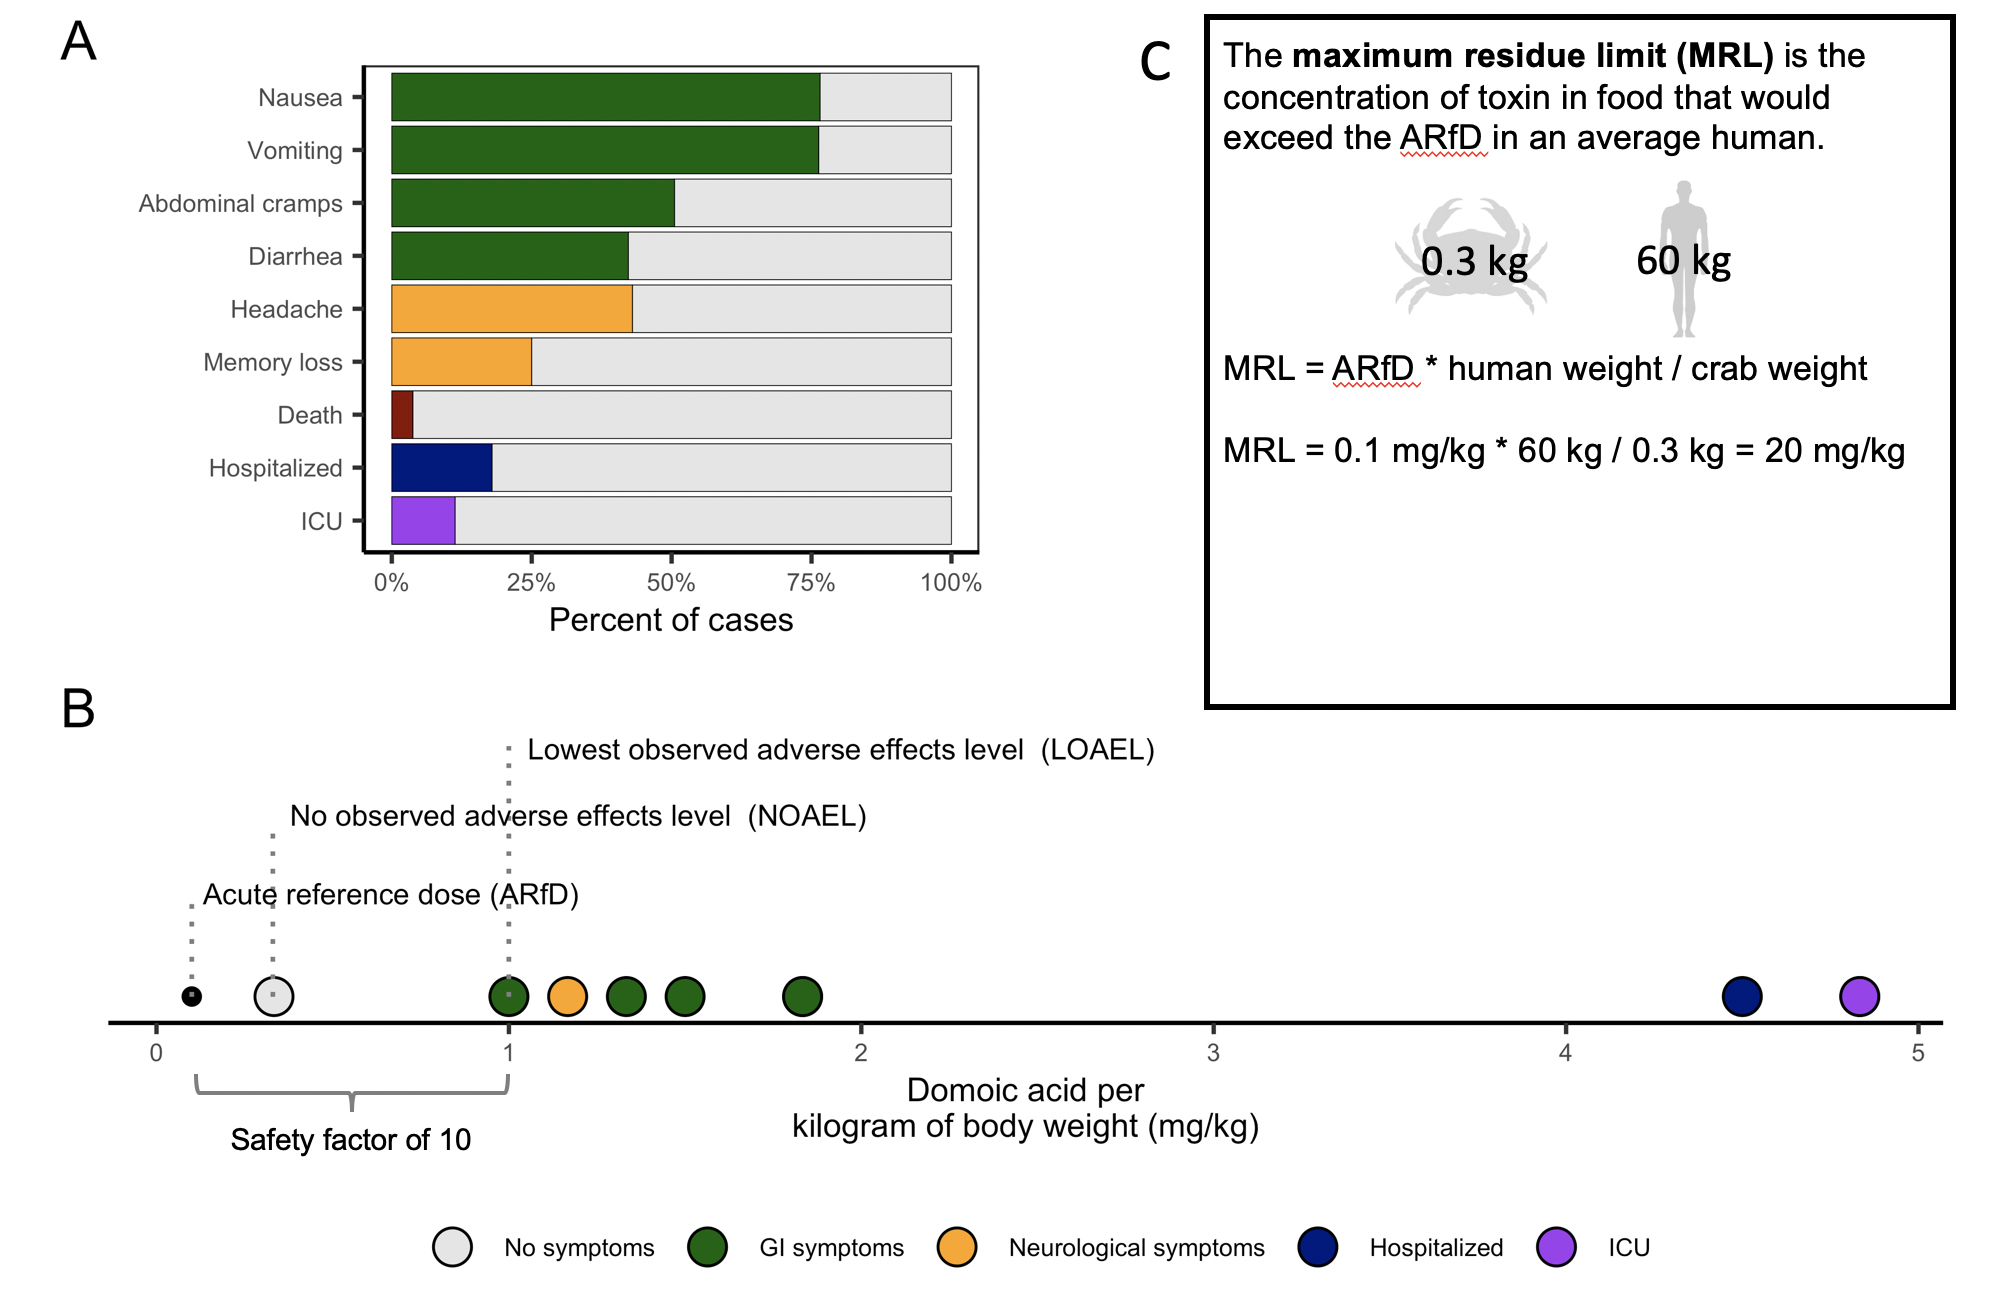 A
Nausea
Vomiting
Abdominal cramps
Diarrhea
Headache
Memory loss
Death
Hospitalized
ICU
0% 25% 50% 75% 100%
Percent of cases
C
The maximum residue limit (MRL) is the
concentration of toxin in food that would
exceed the ARfD in an average human.
0.3 kg 60 kg
MRL = ARfD * human weight / crab weight
MRL = 0.1 mg/kg * 60 kg / 0.3 kg = 20 mg/kg
B
Lowest observed adverse effects level (LOAEL)
No observed adverse effects level (NOAEL)
Acute reference dose (ARfD)
0 1 2 3 4 5
Domoic acid per
kilogram of body weight (mg/kg)
Safety factor of 10
No symptoms GI symptoms Neurological symptoms Hospitalized ICU